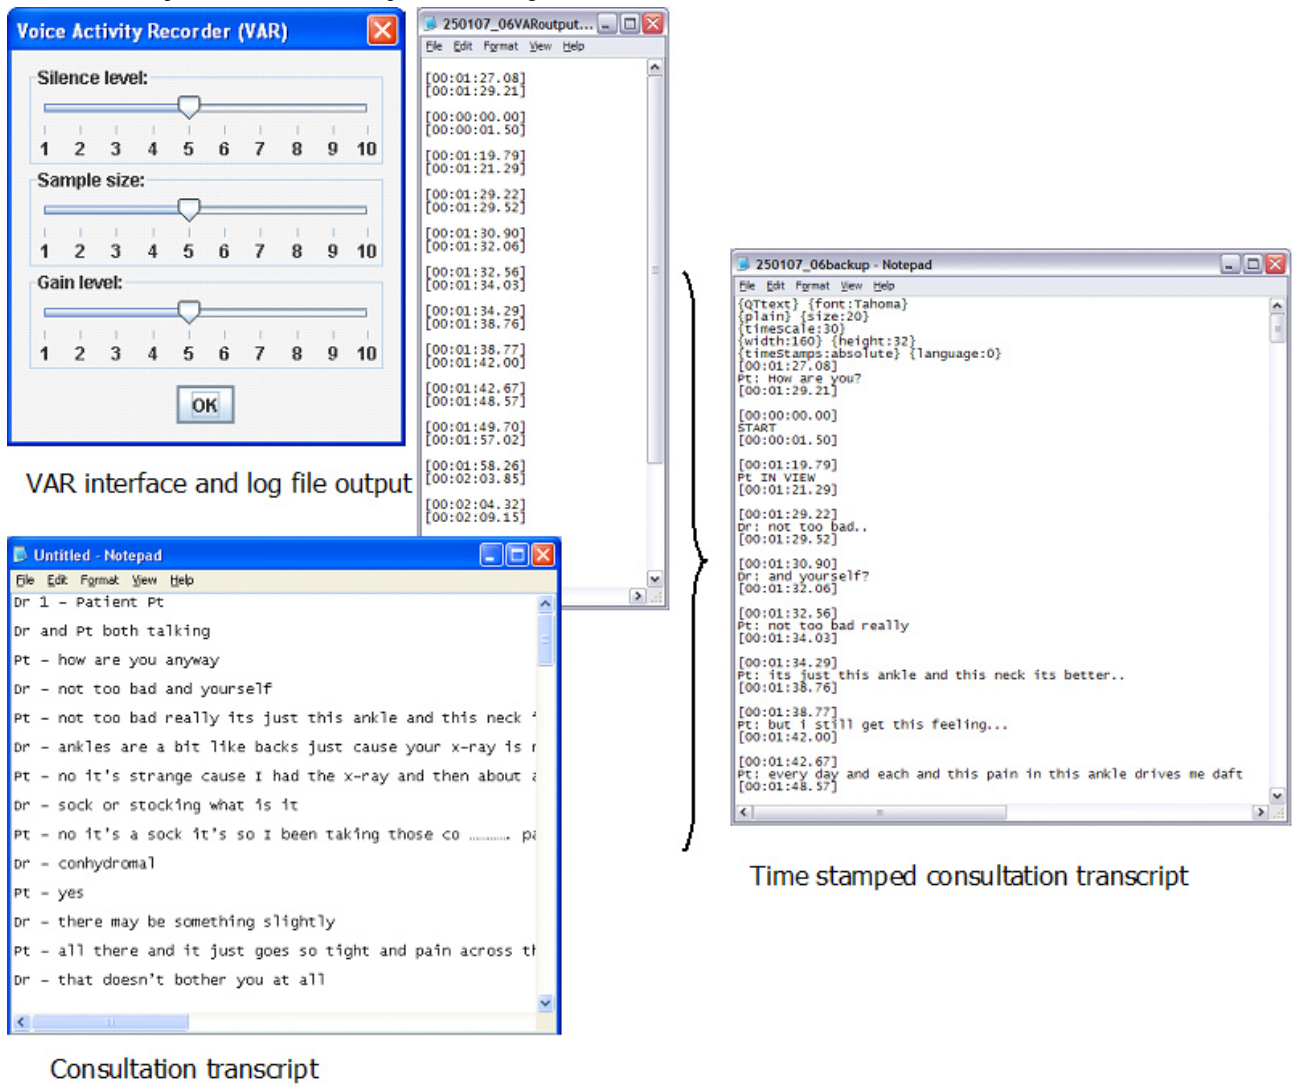 Voice Activity Recorder (VAR)
Silence level:
1 2 3 4 5 6 7 8 9 10
Sample size:
1 2 3 4 5 6 7 8 9 10
Gain level:
1 2 3 4 5 6 7 8 9 10
OK
VAR interface and log file output
250107_06VARoutput...
File Edit Format View Help
[00:01:27.08]
[00:01:29.21]
[00:00:00.00]
[00:00:01.50]
[00:01:19.79]
[00:01:21.29]
[00:01:29.22]
[00:01:29.52]
[00:01:30.90]
[00:01:32.06]
[00:01:32.56]
[00:01:34.03]
[00:01:34.29]
[00:01:38.76]
[00:01:38.77]
[00:01:42.00]
[00:01:42.67]
[00:01:48.57]
[00:01:49.70]
[00:01:57.02]
[00:01:58.26]
[00:02:03.85]
[00:02:04.32]
[00:02:09.15]
Untitled - Notepad
File Edit Format View Help
Dr 1 – Patient Pt
Dr and Pt both talking
Pt – how are you anyway
Dr – not too bad and yourself
Pt – not too bad really its just this ankle and this neck
Dr – ankles are a bit like backs just cause your x-ray is
Pt – no it's strange cause I had the x-ray and then about
Dr – sock or stocking what is it
Pt – no it's a sock it's so I been taking those co ............
Dr – conhydromal
Pt – yes
Dr – there may be something slightly
Pt – all there and it just goes so tight and pain across
Dr – that doesn't bother you at all
Consultation transcript
250107_06backup - Notepad
File Edit Format View Help
{QTtext} {font:Tahoma}
{plain} {size:20}
{timescale:30}
{width:160} {height:32}
{timeStamps:absolute} {language:0}
[00:01:27.08]
Pt: How are you?
[00:01:29.21]
[00:00:00.00]
START
[00:00:01.50]
[00:01:19.79]
Pt IN VIEW
[00:01:21.29]
[00:01:29.22]
Dr: not too bad..
[00:01:29.52]
[00:01:30.90]
Dr: and yourself?
[00:01:32.06]
[00:01:32.56]
Pt: not too bad really
[00:01:34.03]
[00:01:34.29]
Pt: its just this ankle and this neck its better..
[00:01:38.76]
[00:01:38.77]
Pt: but i still get this feeling...
[00:01:42.00]
[00:01:42.67]
Pt: every day and each and this pain in this ankle drives me daft
[00:01:48.57]
Time stamped consultation transcript